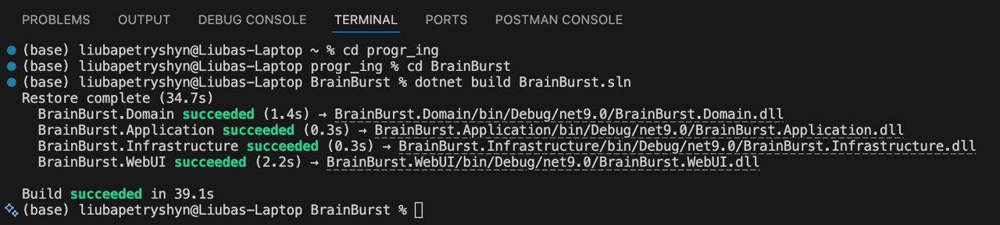 PROBLEMS OUTPUT DEBUG CONSOLE TERMINAL PORTS POSTMAN CONSOLE
(base) liubapetryshyn@Liubas-Laptop ~ % cd progr_ing
(base) liubapetryshyn@Liubas-Laptop progr_ing % cd BrainBurst
(base) liubapetryshyn@Liubas-Laptop BrainBurst % dotnet build BrainBurst.sln
Restore complete (34.7s)
BrainBurst.Domain succeeded (1.4s) → BrainBurst.Domain/bin/Debug/net9.0/BrainBurst.Domain.dll
BrainBurst.Application succeeded (0.3s) → BrainBurst.Application/bin/Debug/net9.0/BrainBurst.Application.dll
BrainBurst.Infrastructure succeeded (0.3s) → BrainBurst.Infrastructure/bin/Debug/net9.0/BrainBurst.Infrastructure.dll
BrainBurst.WebUI succeeded (2.2s) → BrainBurst.WebUI/bin/Debug/net9.0/BrainBurst.WebUI.dll
Build succeeded in 39.1s
(base) liubapetryshyn@Liubas-Laptop BrainBurst %